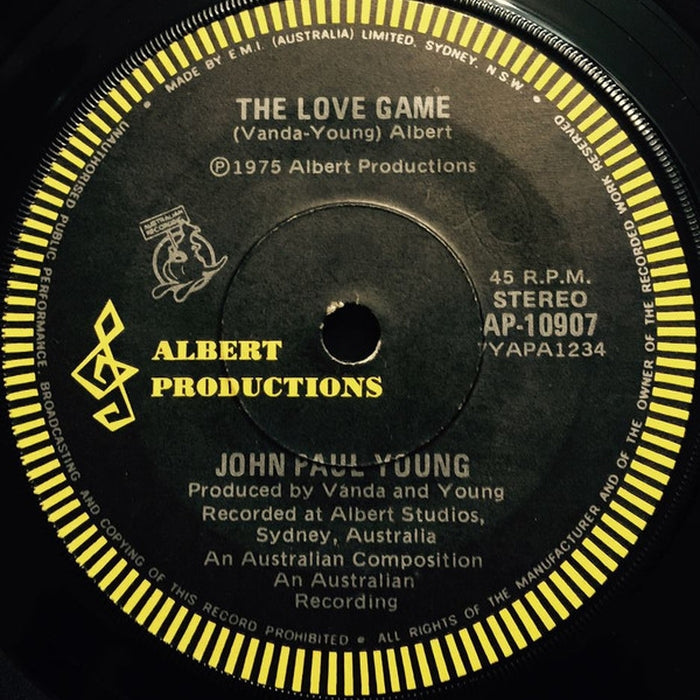 MADE BY E.M.I. (AUSTRALIA) LIMITED. SYDNEY. N.S.W.
THE LOVE GAME
(Vanda-Young) Albert
Ⓟ1975 Albert Productions
AUSTRALIAN
RECORDING
45 R.P.M.
STEREO
AP-10907
YAPA1234
ALBERT
PRODUCTIONS
JOHN PAUL YOUNG
Produced by Vanda and Young
Recorded at Albert Studios,
Sydney, Australia
An Australian Composition
An Australian
Recording
UNAUTHORISED PUBLIC PERFORMANCE, BROADCASTING AND COPYING OF THIS RECORD PROHIBITED • ALL RIGHTS OF THE MANUFACTURER AND OF THE OWNER OF THE RECORDED WORK RESERVED